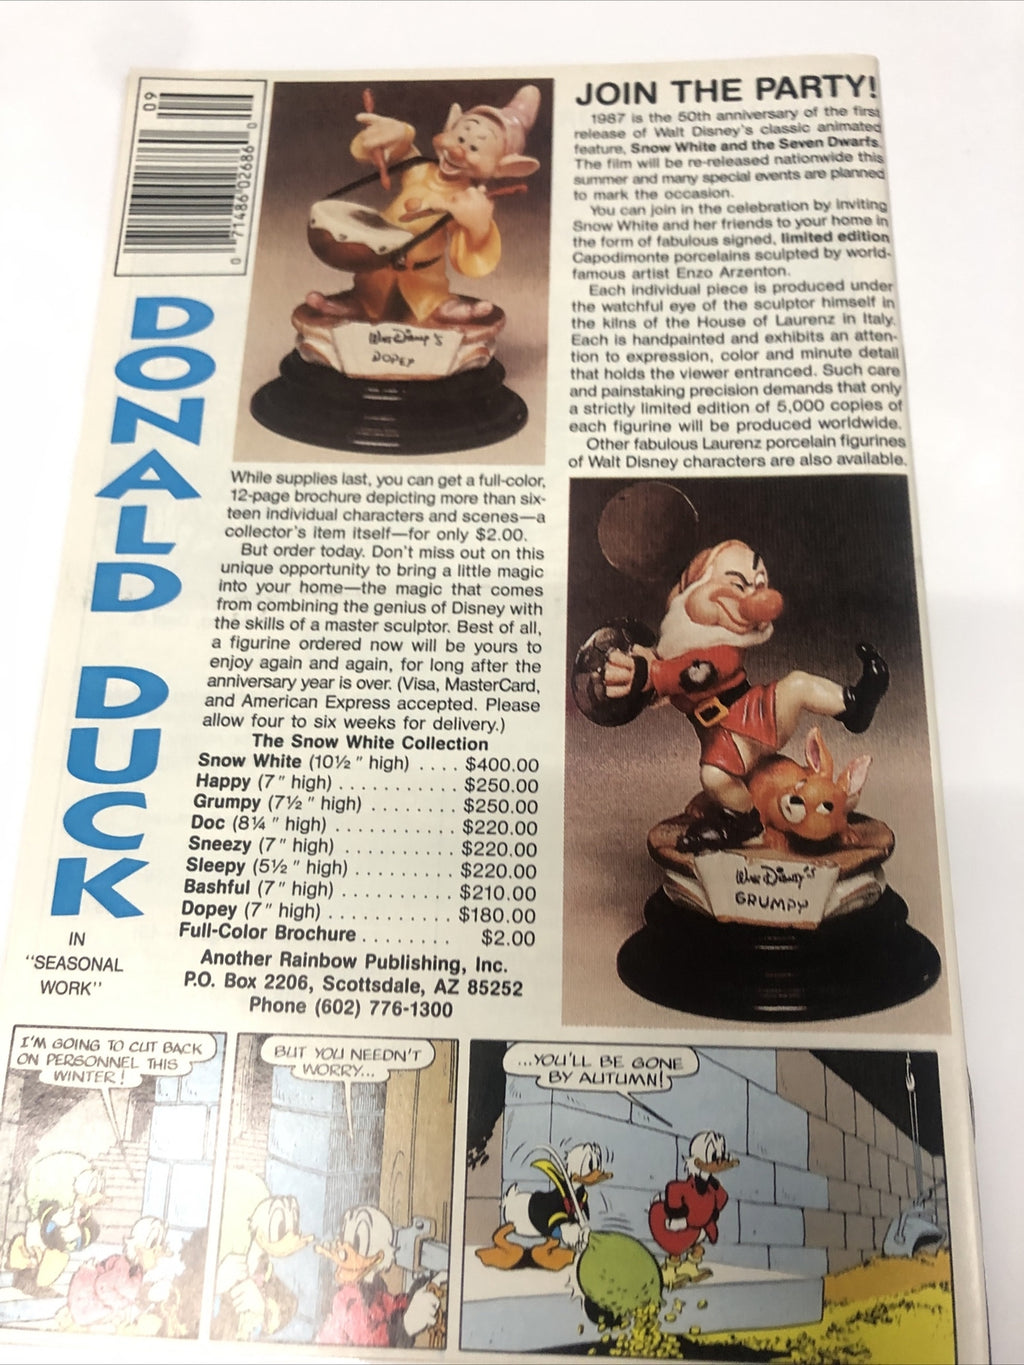 09
0 71486 02686 0
DONALD DUCK
IN
"SEASONAL
WORK"
Walt Disney's
DOPEY
JOIN THE PARTY!
1987 is the 50th anniversary of the first
release of Walt Disney's classic animated
feature, Snow White and the Seven Dwarfs.
The film will be re-released nationwide this
summer and many special events are planned
to mark the occasion.
You can join in the celebration by inviting
Snow White and her friends to your home in
the form of fabulous signed, limited edition
Capodimonte porcelains sculpted by world-
famous artist Enzo Arzenton.
Each individual piece is produced under
the watchful eye of the sculptor himself in
the kilns of the House of Laurenz in Italy.
Each is handpainted and exhibits an atten-
tion to expression, color and minute detail
that holds the viewer entranced. Such care
and painstaking precision demands that only
a strictly limited edition of 5,000 copies of
each figurine will be produced worldwide.
Other fabulous Laurenz porcelain figurines
of Walt Disney characters are also available.
While supplies last, you can get a full-color,
12-page brochure depicting more than six-
teen individual characters and scenes—a
collector's item itself—for only $2.00.
But order today. Don't miss out on this
unique opportunity to bring a little magic
into your home—the magic that comes
from combining the genius of Disney with
the skills of a master sculptor. Best of all,
a figurine ordered now will be yours to
enjoy again and again, for long after the
anniversary year is over. (Visa, MasterCard,
and American Express accepted. Please
allow four to six weeks for delivery.)
The Snow White Collection
Snow White (10½" high) .... $400.00
Happy (7" high) ........... $250.00
Grumpy (7½" high) ........ $250.00
Doc (8¼" high) ........... $220.00
Sneezy (7" high) .......... $220.00
Sleepy (5½" high) ......... $220.00
Bashful (7" high) .......... $210.00
Dopey (7" high) ........... $180.00
Full-Color Brochure ........ $2.00
Another Rainbow Publishing, Inc.
P.O. Box 2206, Scottsdale, AZ 85252
Phone (602) 776-1300
Walt Disney's
GRUMPY
I'M GOING TO CUT BACK
ON PERSONNEL THIS
WINTER!
BUT YOU NEEDN'T
WORRY...
...YOU'LL BE GONE
BY AUTUMN!